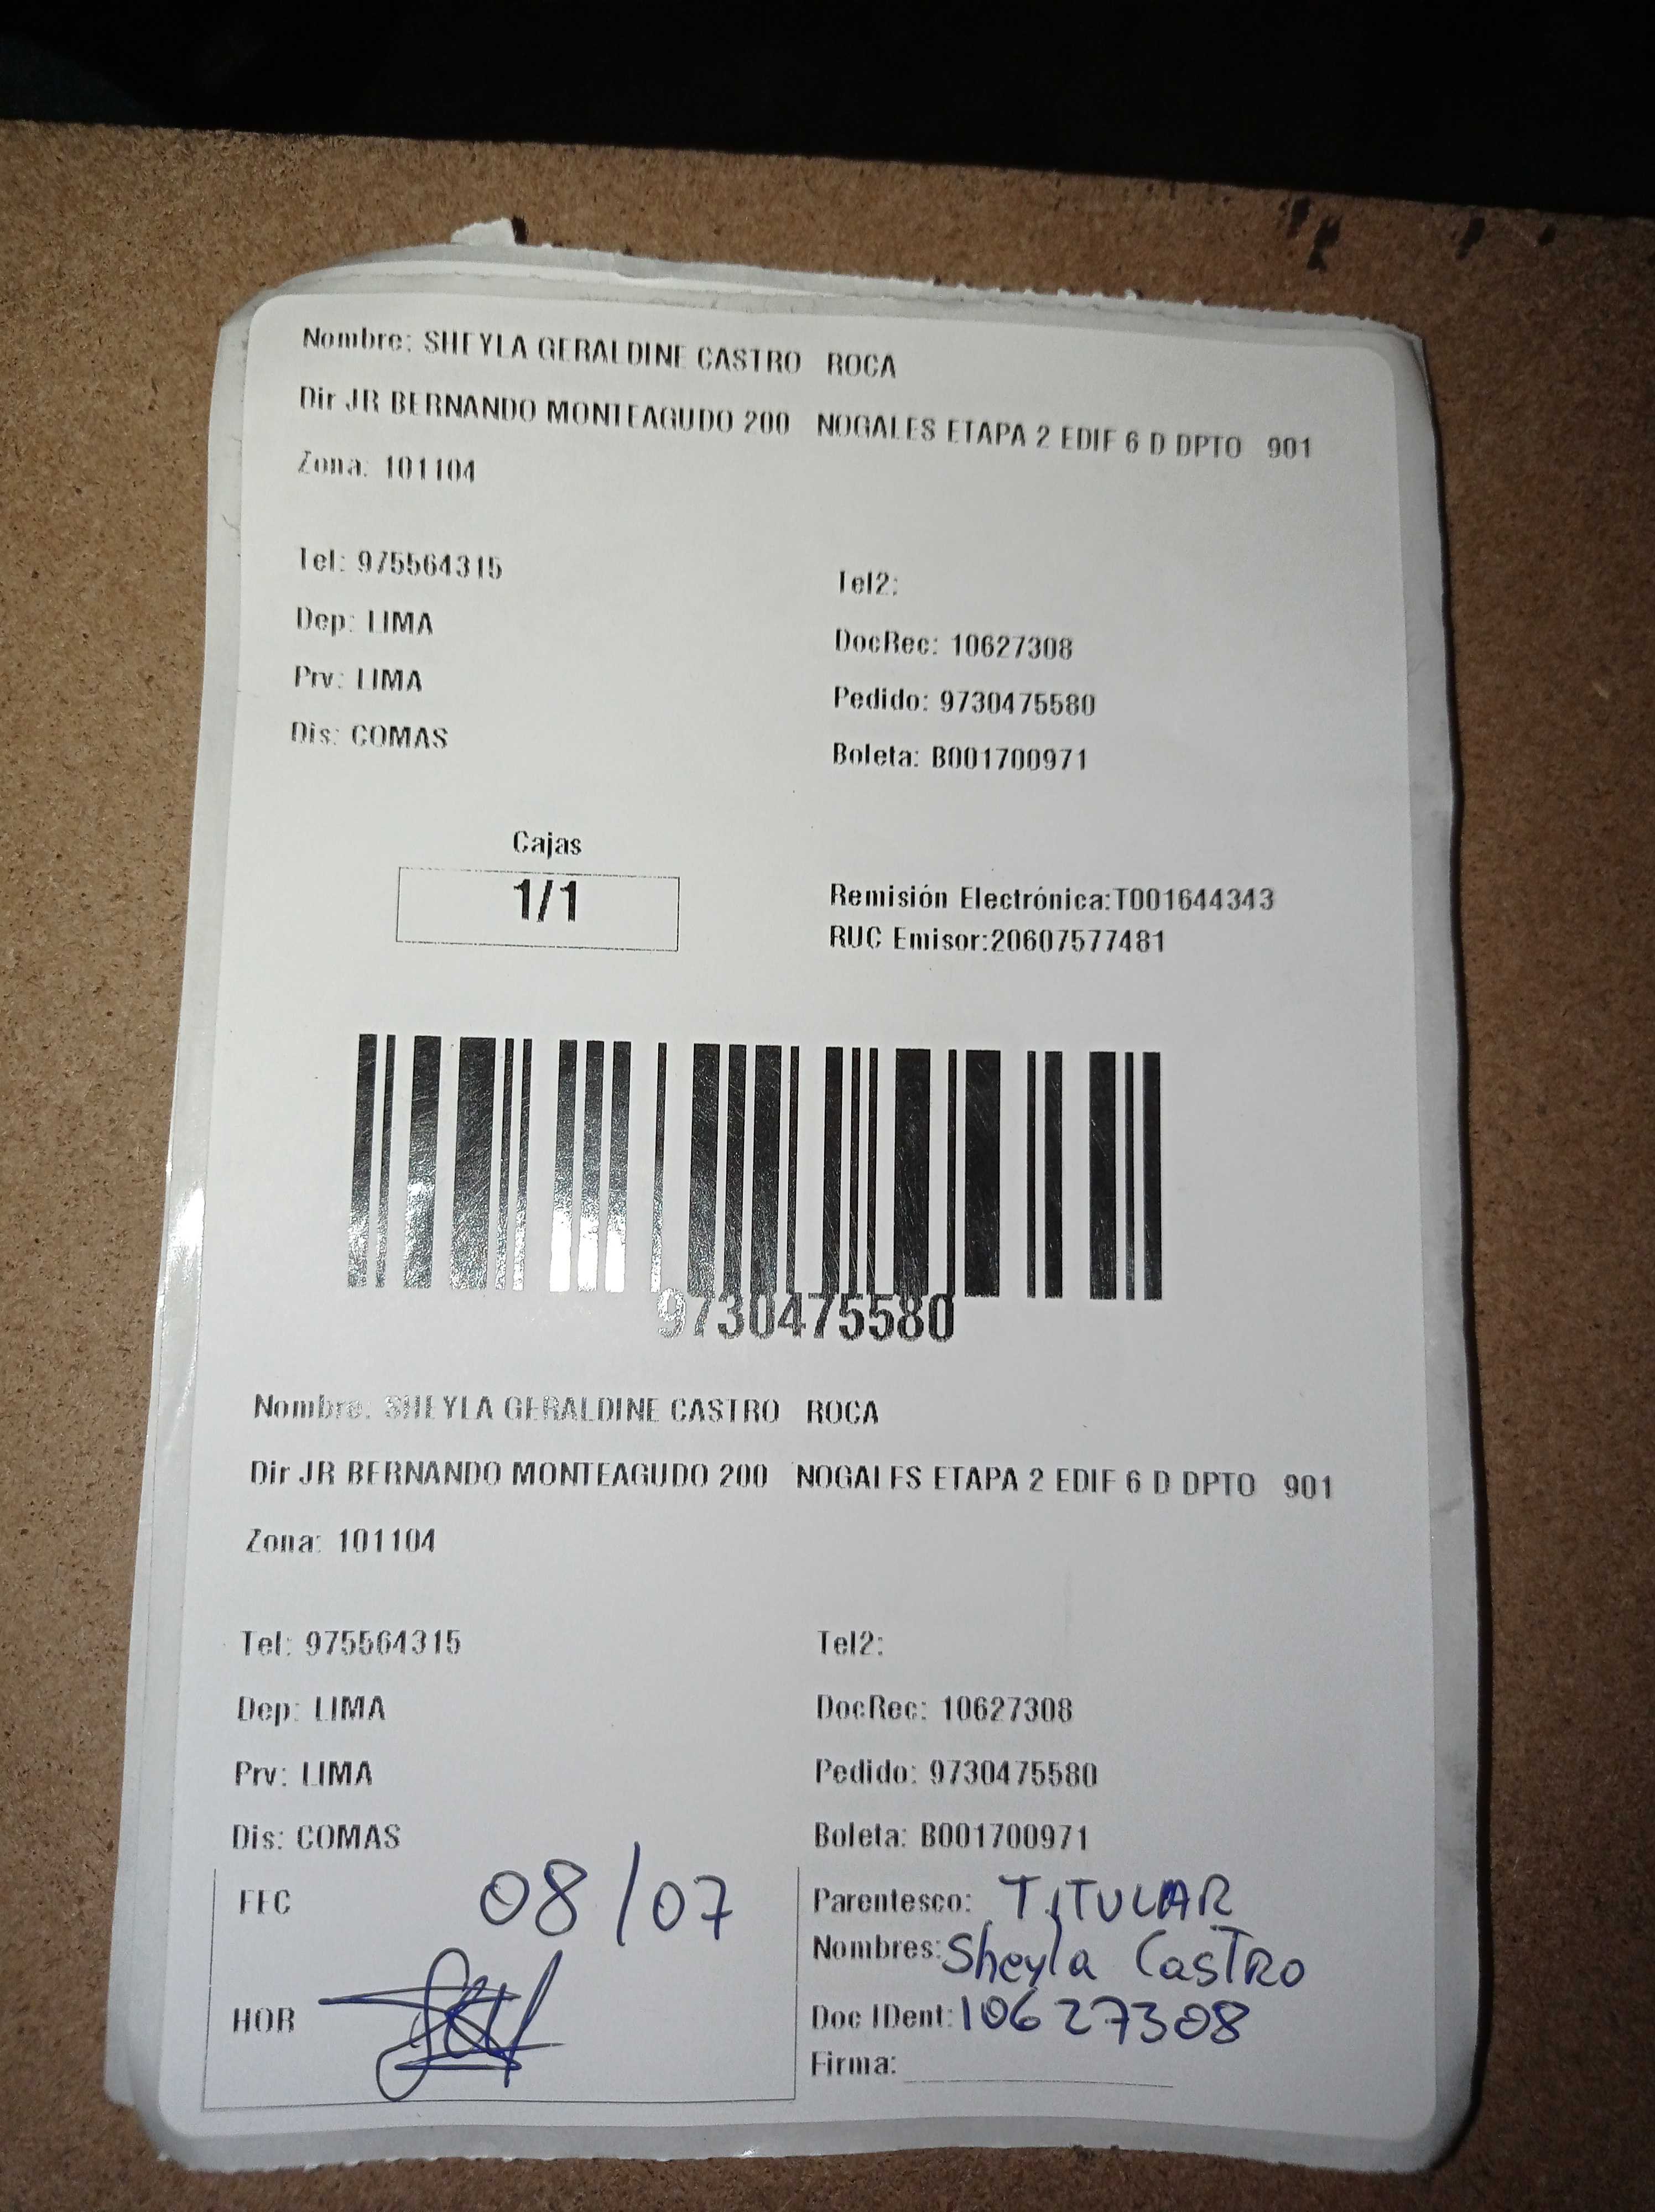 Nombre: SHEYLA GERALDINE CASTRO ROCA
Dir JR BERNANDO MONTEAGUDO 200 NOGALES ETAPA 2 EDIF 6 D DPTO 901
Zona: 101104
Tel: 975564315 Tel2:
Dep: LIMA DocRec: 10627308
Prv: LIMA Pedido: 9730475580
Dis: COMAS Boleta: B001700971
Cajas
1/1
Remisión Electrónica:T001644343
RUC Emisor:20607577481
9730475580
Nombre: SHEYLA GERALDINE CASTRO ROCA
Dir JR BERNANDO MONTEAGUDO 200 NOGALES ETAPA 2 EDIF 6 D DPTO 901
Zona: 101104
Tel: 975564315 Tel2:
Dep: LIMA DocRec: 10627308
Prv: LIMA Pedido: 9730475580
Dis: COMAS Boleta: B001700971
FEC 08/07
HOR
Parentesco: TITULAR
Nombres: Sheyla Castro
Doc IDent: 10627308
Firma: